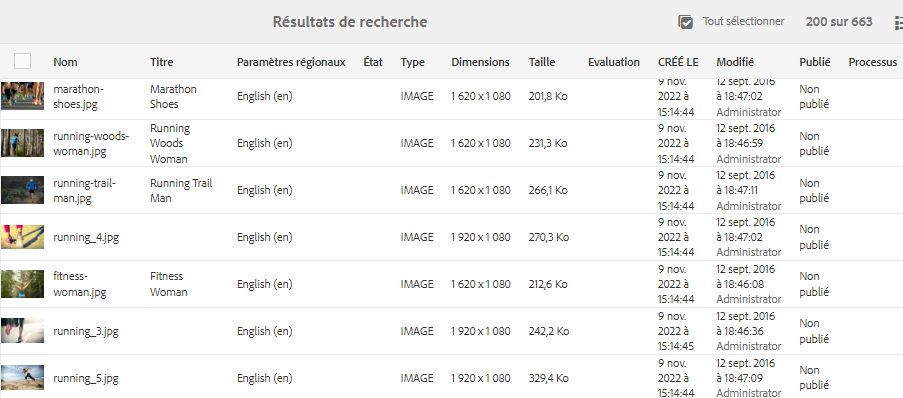 Résultats de recherche
Tout sélectionner
200 sur 663
Nom Titre Paramètres régionaux État Type Dimensions Taille Evaluation CRÉÉ LE Modifié Publié Processus
marathon-shoes.jpg Marathon Shoes English (en) IMAGE 1 620 x 1 080 201,8 Ko 9 nov. 2022 à 15:14:44 12 sept. 2016 à 18:47:02 Administrator Non publié
running-woods-woman.jpg Running Woods Woman English (en) IMAGE 1 620 x 1 080 231,3 Ko 9 nov. 2022 à 15:14:44 12 sept. 2016 à 18:46:59 Administrator Non publié
running-trail-man.jpg Running Trail Man English (en) IMAGE 1 620 x 1 080 266,1 Ko 9 nov. 2022 à 15:14:44 12 sept. 2016 à 18:47:11 Administrator Non publié
running_4.jpg English (en) IMAGE 1 920 x 1 080 270,3 Ko 9 nov. 2022 à 15:14:44 12 sept. 2016 à 18:47:02 Administrator Non publié
fitness-woman.jpg Fitness Woman English (en) IMAGE 1 620 x 1 080 212,6 Ko 9 nov. 2022 à 15:14:44 12 sept. 2016 à 18:46:08 Administrator Non publié
running_3.jpg English (en) IMAGE 1 920 x 1 080 242,2 Ko 9 nov. 2022 à 15:14:45 12 sept. 2016 à 18:46:36 Administrator Non publié
running_5.jpg English (en) IMAGE 1 920 x 1 080 329,4 Ko 9 nov. 2022 à 15:14:44 12 sept. 2016 à 18:47:09 Administrator Non publié